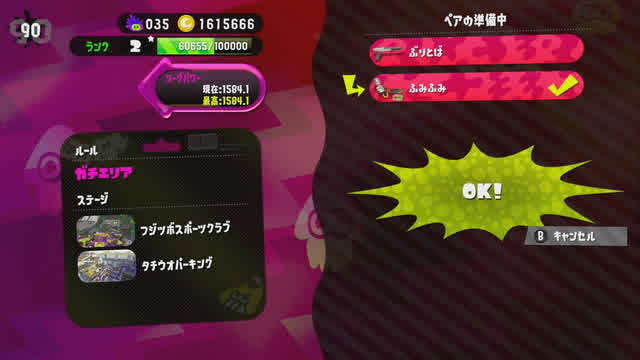 90
035
1615666
ランク 2
60655/100000
リーグパワー
現在:1584.1
最高:1584.1
ルール
ガチエリア
ステージ
フジツボスポーツクラブ
タチウオパーキング
ペアの準備中
ぶりとぱ
ふみふみ
OK!
B キャンセル